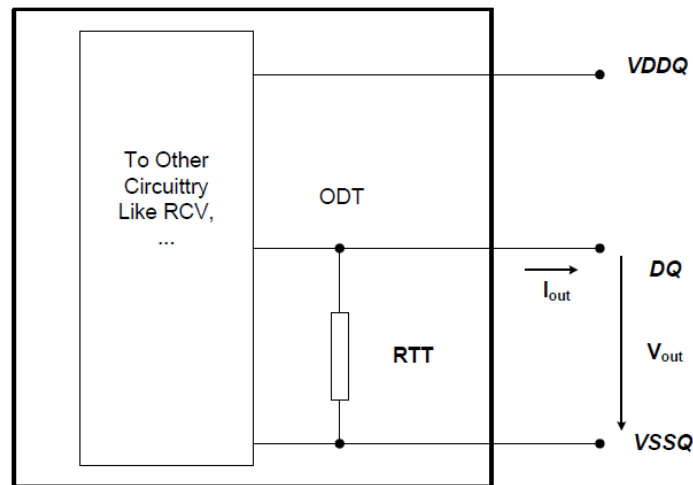 VDDQ
To Other
Circuittry
Like RCV,
...
ODT
DQ
Iout
RTT
Vout
VSSQ